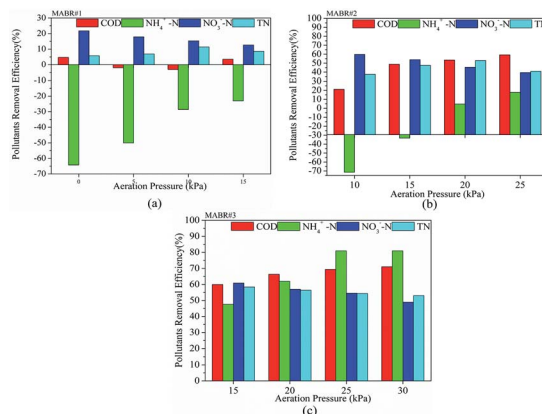 MABR#1
COD NH₄⁺-N NO₃⁻-N TN
Pollutants Removal Efficiency(%)
30
20
10
0
-10
-20
-30
-40
-50
-60
-70
0 5 10 15
Aeration Pressure (kPa)
(a)
MABR#2
COD NH₄⁺-N NO₃⁻-N TN
Pollutants Removal Efficiency(%)
100
90
80
70
60
50
40
30
20
10
0
-10
-20
-30
-40
-50
-60
-70
10 15 20 25
Aeration Pressure (kPa)
(b)
MABR#3
COD NH₄⁺-N NO₃⁻-N TN
Pollutants Removal Efficiency(%)
100
90
80
70
60
50
40
30
20
10
0
15 20 25 30
Aeration Pressure (kPa)
(c)